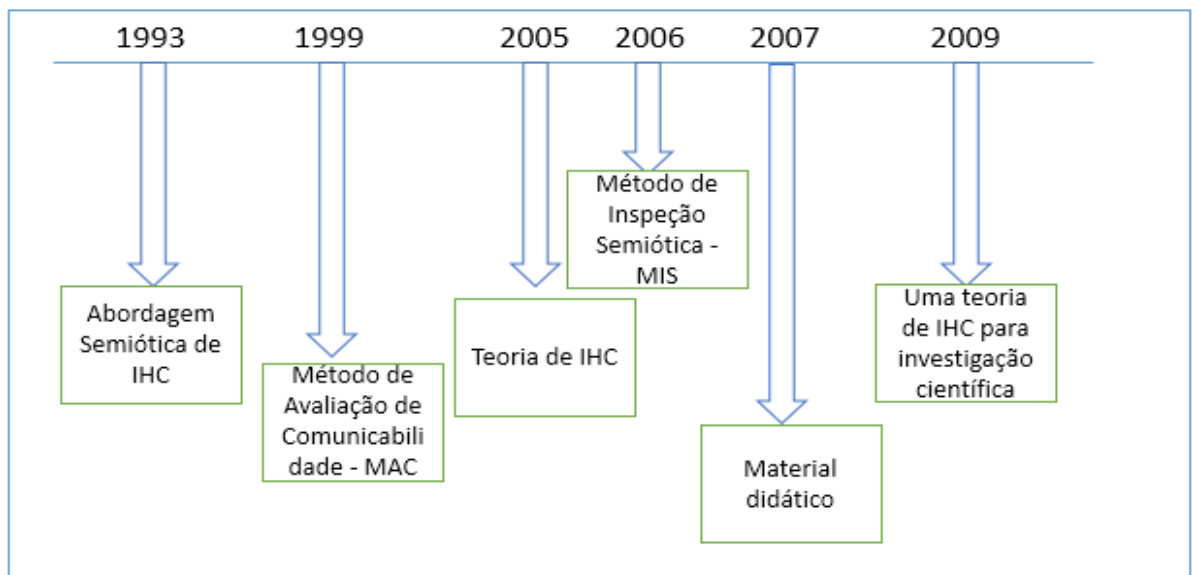 1993 1999 2005 2006 2007 2009
Abordagem
Semiótica de
IHC
Método de
Avaliação de
Comunicabili
dade - MAC
Teoria de IHC
Método de
Inspeção
Semiótica -
MIS
Material
didático
Uma teoria
de IHC para
investigação
científica